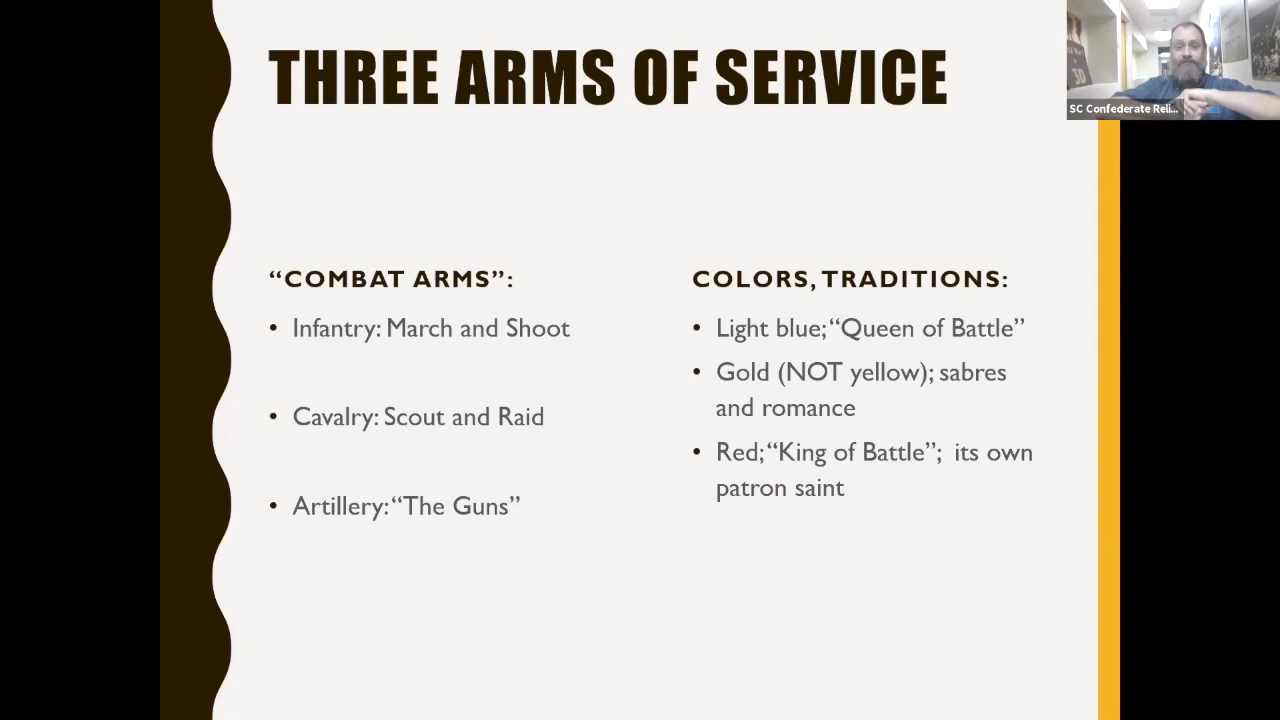 THREE ARMS OF SERVICE
SC Confederate Reli...
“COMBAT ARMS”:
• Infantry: March and Shoot
• Cavalry: Scout and Raid
• Artillery: “The Guns”
COLORS, TRADITIONS:
• Light blue; “Queen of Battle”
• Gold (NOT yellow); sabres
and romance
• Red; “King of Battle”; its own
patron saint
30